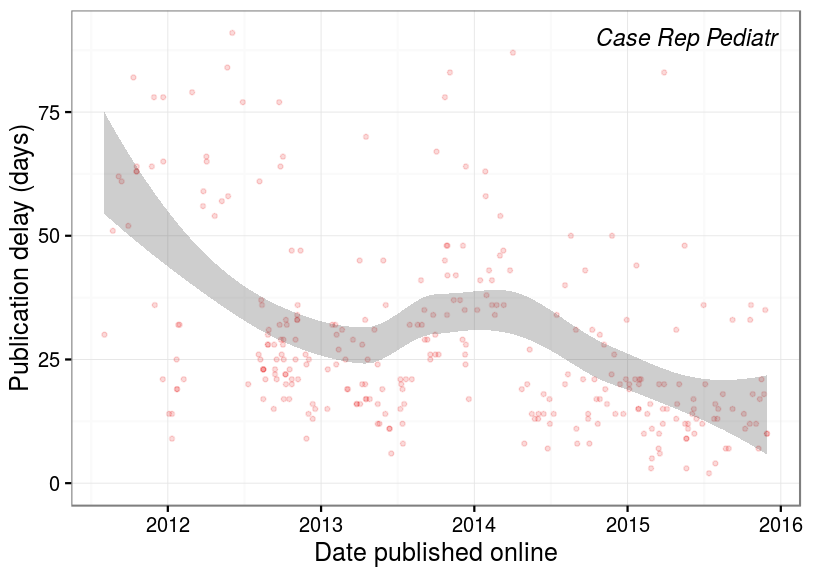 Case Rep Pediatr
Publication delay (days)
75
50
25
0
2012 2013 2014 2015 2016
Date published online